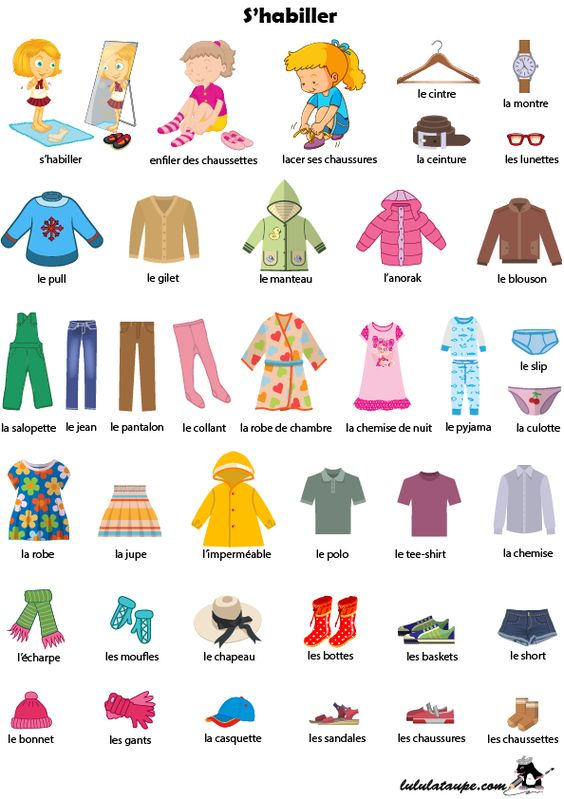 S'habiller
le cintre
la montre
s'habiller
enfiler des chaussettes
lacer ses chaussures
la ceinture
les lunettes
le pull
le gilet
le manteau
l'anorak
le blouson
le slip
la salopette
le jean
le pantalon
le collant
la robe de chambre
la chemise de nuit
le pyjama
la culotte
la robe
la jupe
l'imperméable
le polo
le tee-shirt
la chemise
l'écharpe
les moufles
le chapeau
les bottes
les baskets
le short
le bonnet
les gants
la casquette
les sandales
les chaussures
les chaussettes
lululataupe.com